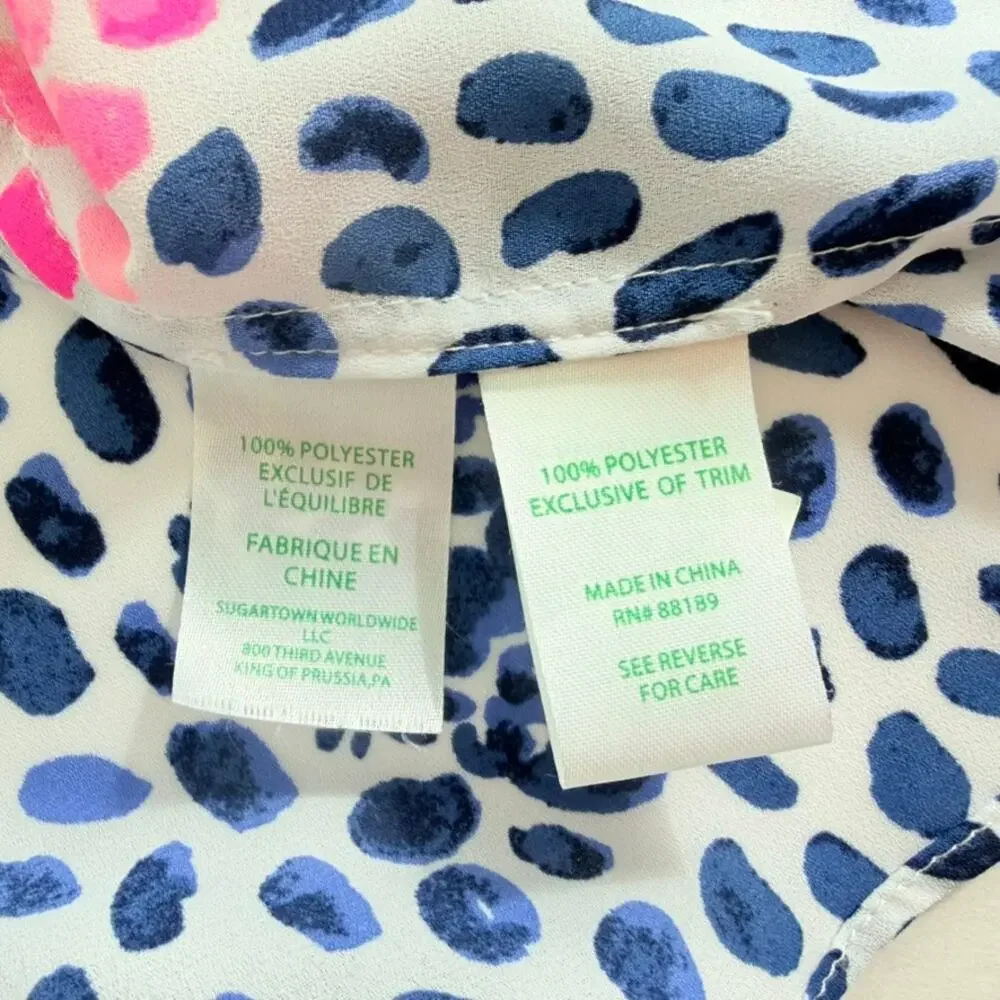 100% POLYESTER
EXCLUSIF DE
L'ÉQUILIBRE
FABRIQUE EN
CHINE
SUGARTOWN WORLDWIDE
LLC
800 THIRD AVENUE
KING OF PRUSSIA,PA
100% POLYESTER
EXCLUSIVE OF TRIM
MADE IN CHINA
RN# 88189
SEE REVERSE
FOR CARE